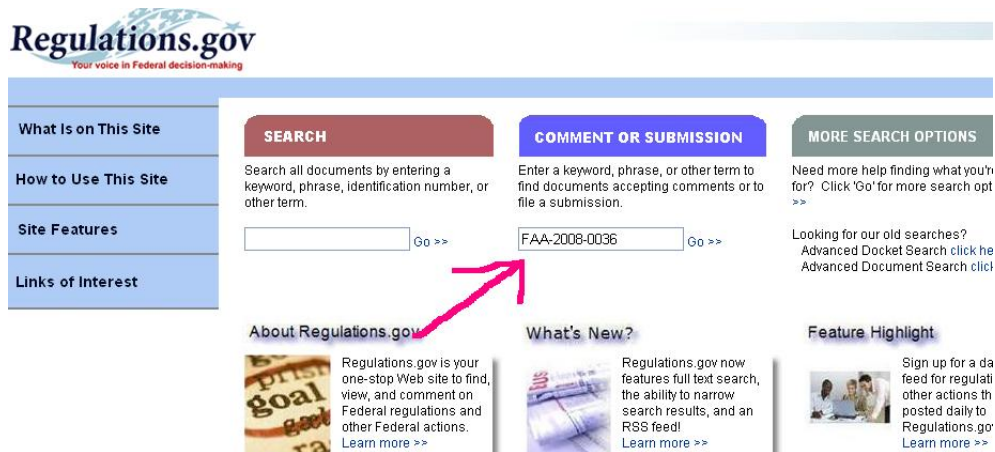 Regulations.gov
Your voice in Federal decision-making
What Is on This Site
How to Use This Site
Site Features
Links of Interest
SEARCH
Search all documents by entering a
keyword, phrase, identification number, or
other term.
Go >>
COMMENT OR SUBMISSION
Enter a keyword, phrase, or other term to
find documents accepting comments or to
file a submission.
FAA-2008-0036 Go >>
MORE SEARCH OPTIONS
Need more help finding what you're
for? Click 'Go' for more search opt
>>
Looking for our old searches?
Advanced Docket Search click he
Advanced Document Search click
About Regulations.gov
goal
Regulations.gov is your
one-stop Web site to find,
view, and comment on
Federal regulations and
other Federal actions.
Learn more >>
What's New?
Regulations.gov now
features full text search,
the ability to narrow
search results, and an
RSS feed!
Learn more >>
Feature Highlight
Sign up for a da
feed for regulati
other actions th
posted daily to
Regulations.gov
Learn more >>